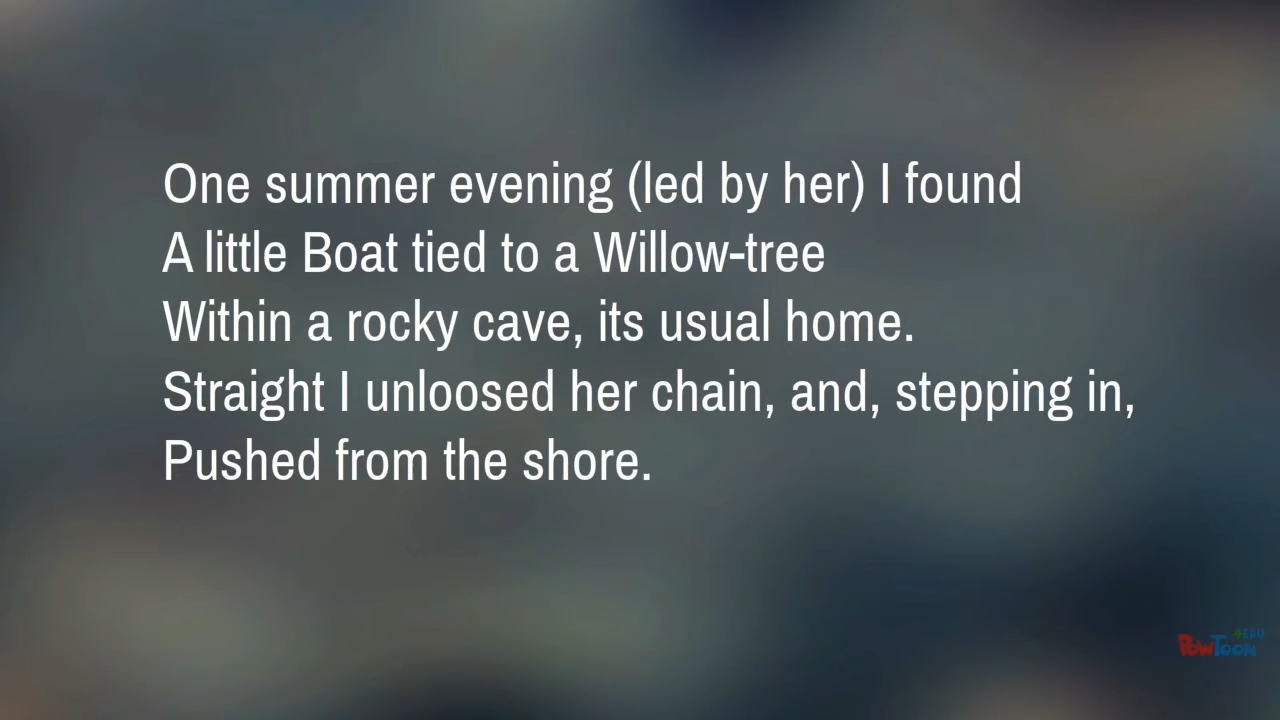 One summer evening (led by her) I found
A little Boat tied to a Willow-tree
Within a rocky cave, its usual home.
Straight I unloosed her chain, and, stepping in,
Pushed from the shore.
4EDU
PowToon